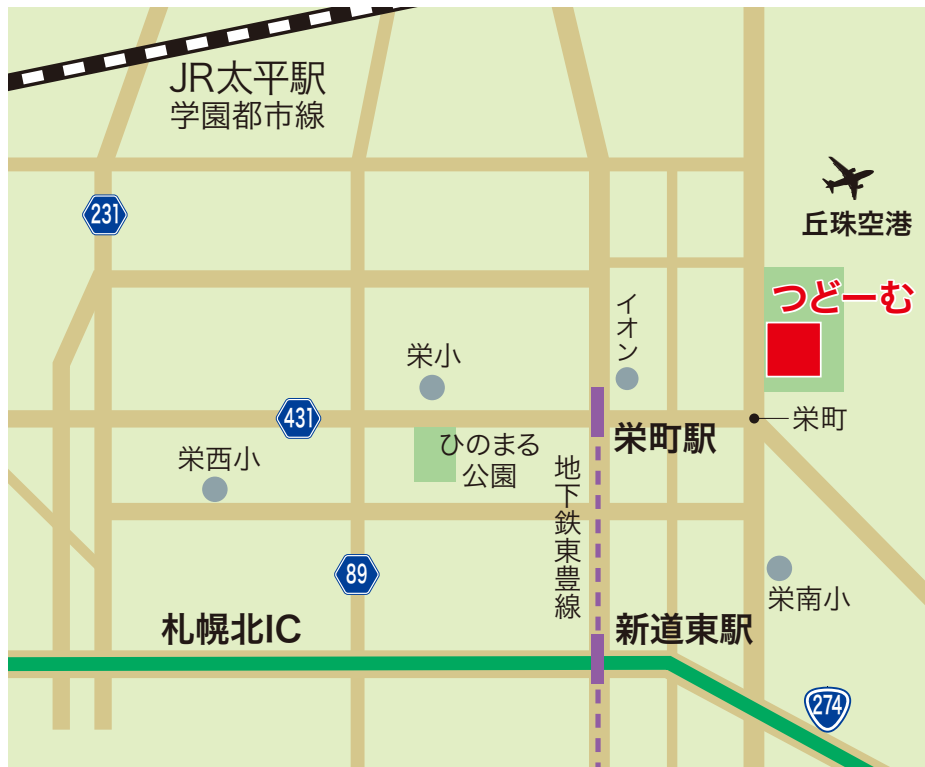 JR太平駅
学園都市線
231
丘珠空港
つどーむ
イオン
栄小
431
栄町駅
栄町
ひのまる
公園
栄西小
地下鉄東豊線
89
栄南小
札幌北IC
新道東駅
274